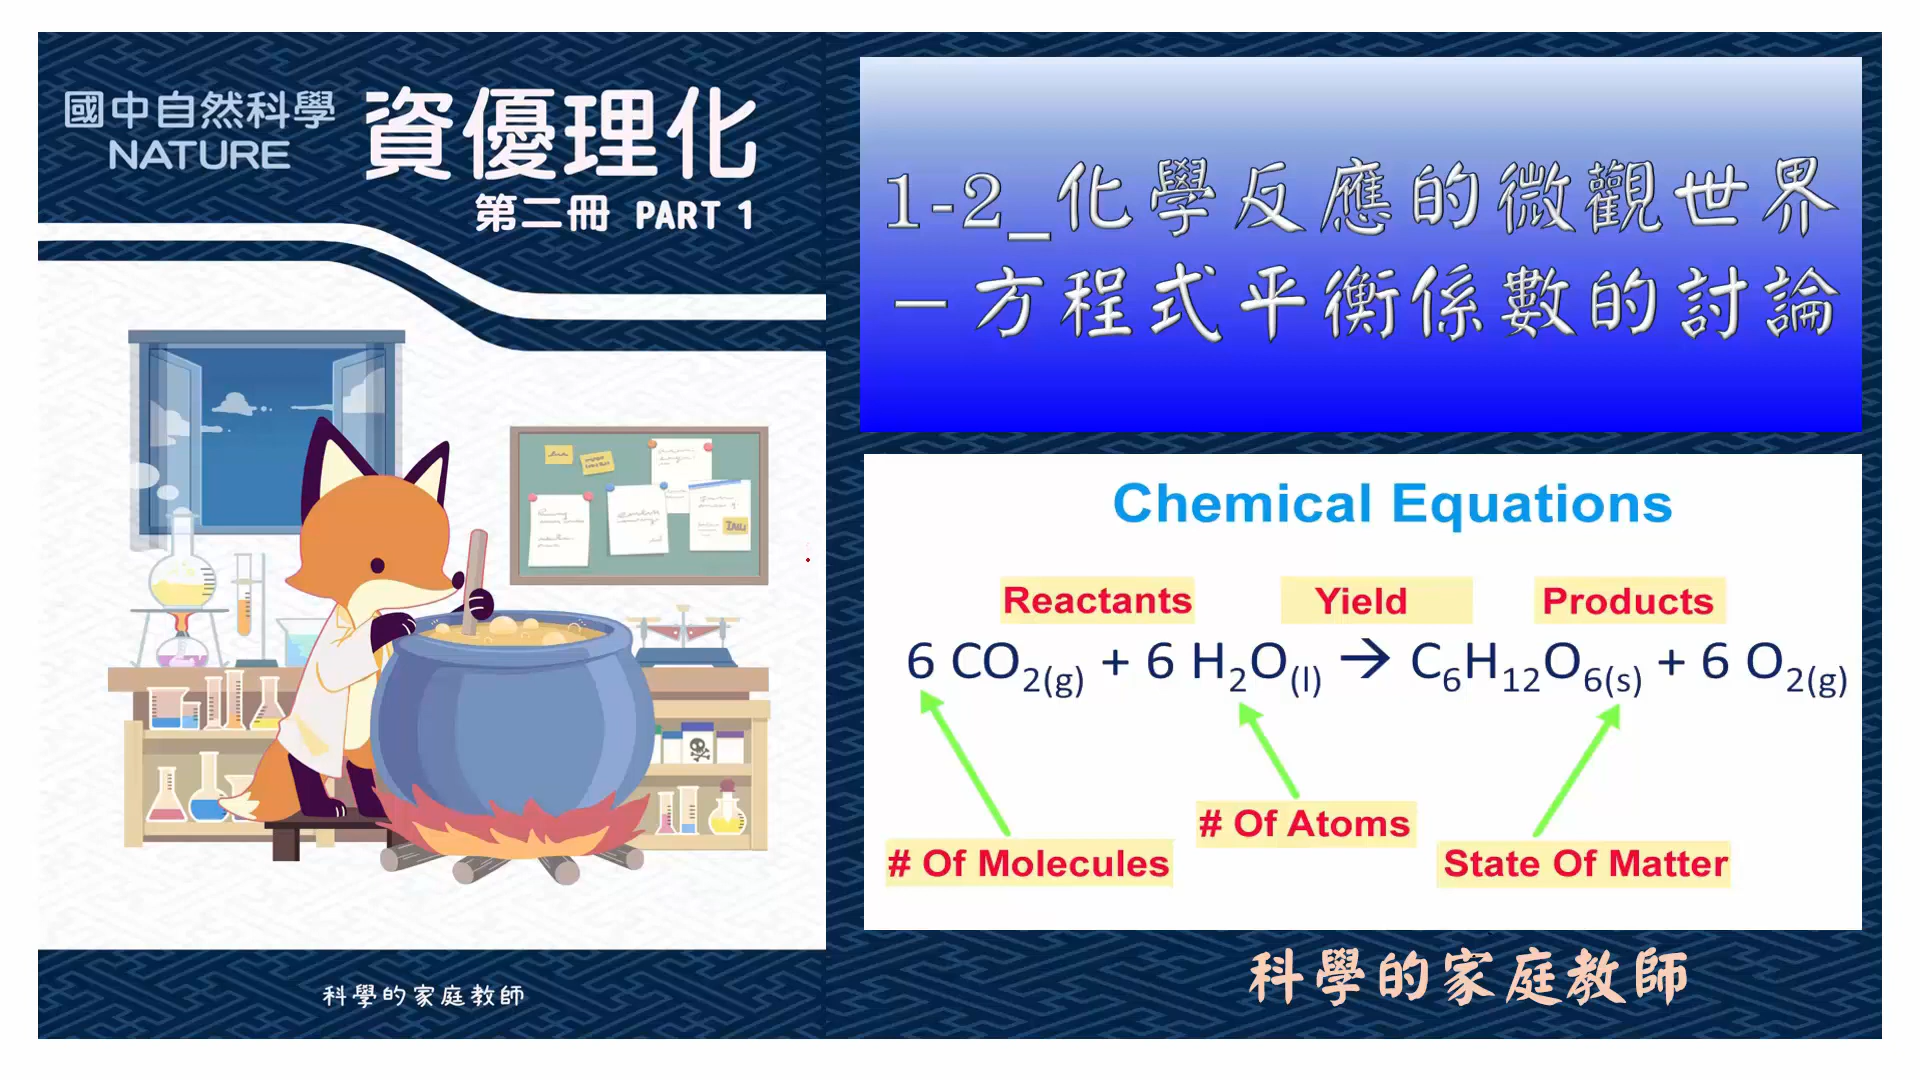 國中自然科學
NATURE
資優理化
第二冊 PART 1
科學的家庭教師
1-2_化學反應的微觀世界
－方程式平衡係數的討論
Chemical Equations
Reactants Yield Products
6 CO2(g) + 6 H2O(l) → C6H12O6(s) + 6 O2(g)
# Of Atoms
# Of Molecules
State Of Matter
科學的家庭教師